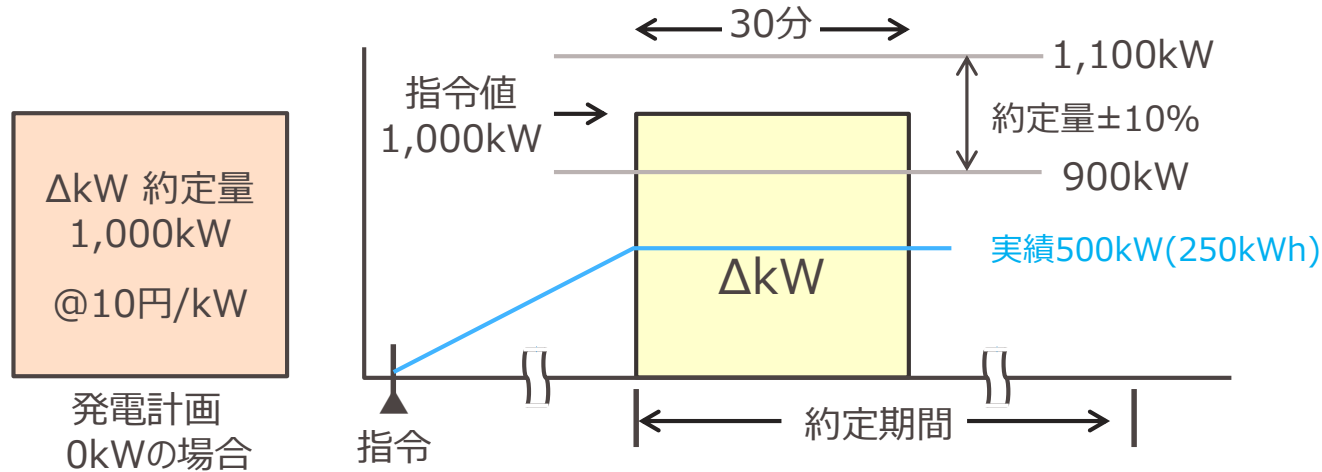 30分
1,100kW
指令値
1,000kW
約定量±10%
900kW
ΔkW 約定量
1,000kW
@10円/kW
実績500kW(250kWh)
ΔkW
発電計画
0kWの場合
指令
約定期間